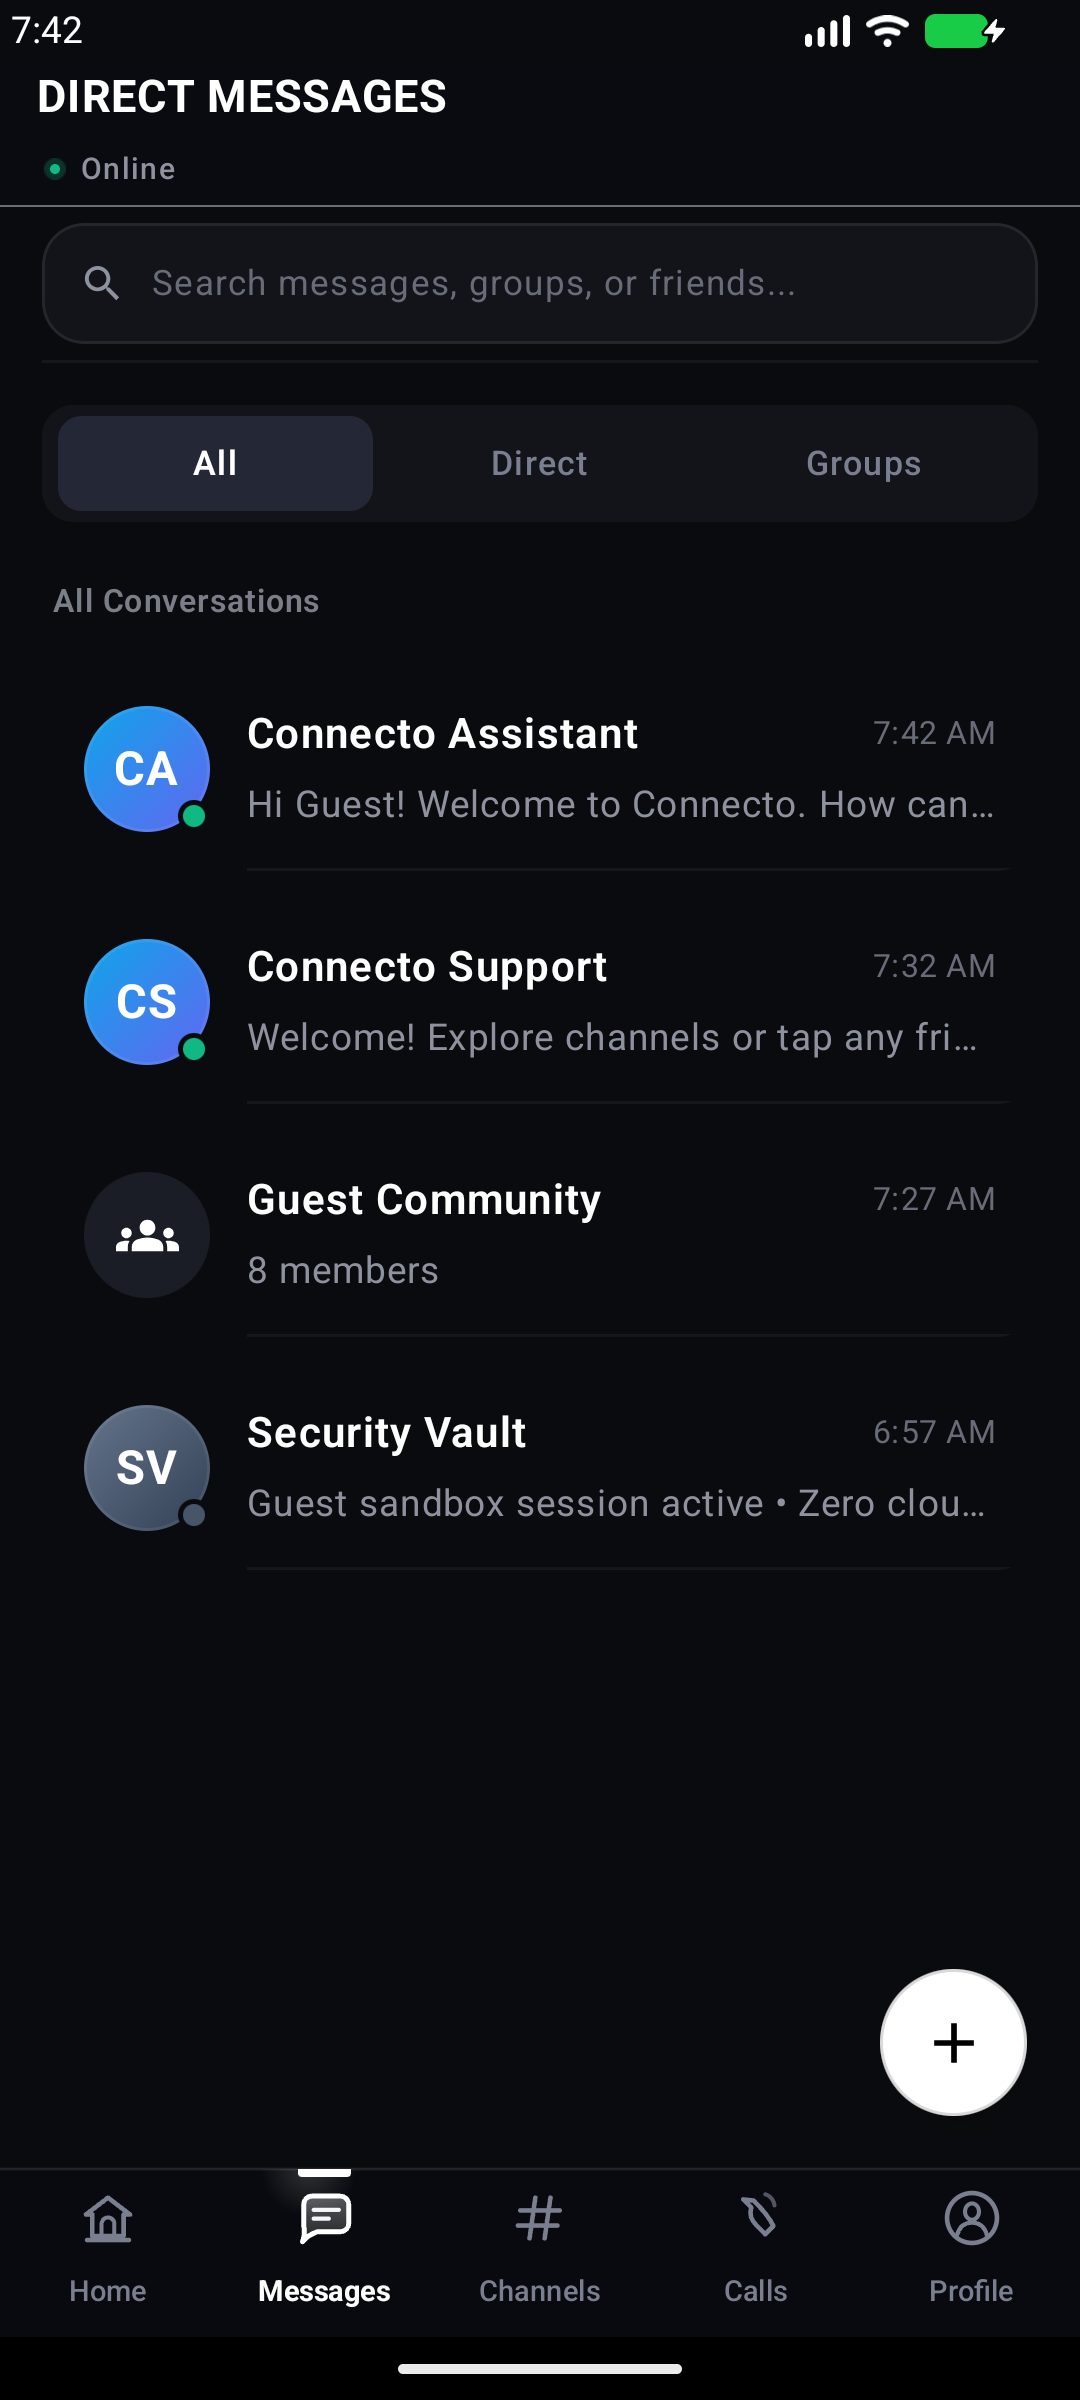 7:42
DIRECT MESSAGES
Online
Search messages, groups, or friends...
All
Direct
Groups
All Conversations
CA
Connecto Assistant
7:42 AM
Hi Guest! Welcome to Connecto. How can…
CS
Connecto Support
7:32 AM
Welcome! Explore channels or tap any fri…
Guest Community
7:27 AM
8 members
SV
Security Vault
6:57 AM
Guest sandbox session active • Zero clou…
Home
Messages
Channels
Calls
Profile